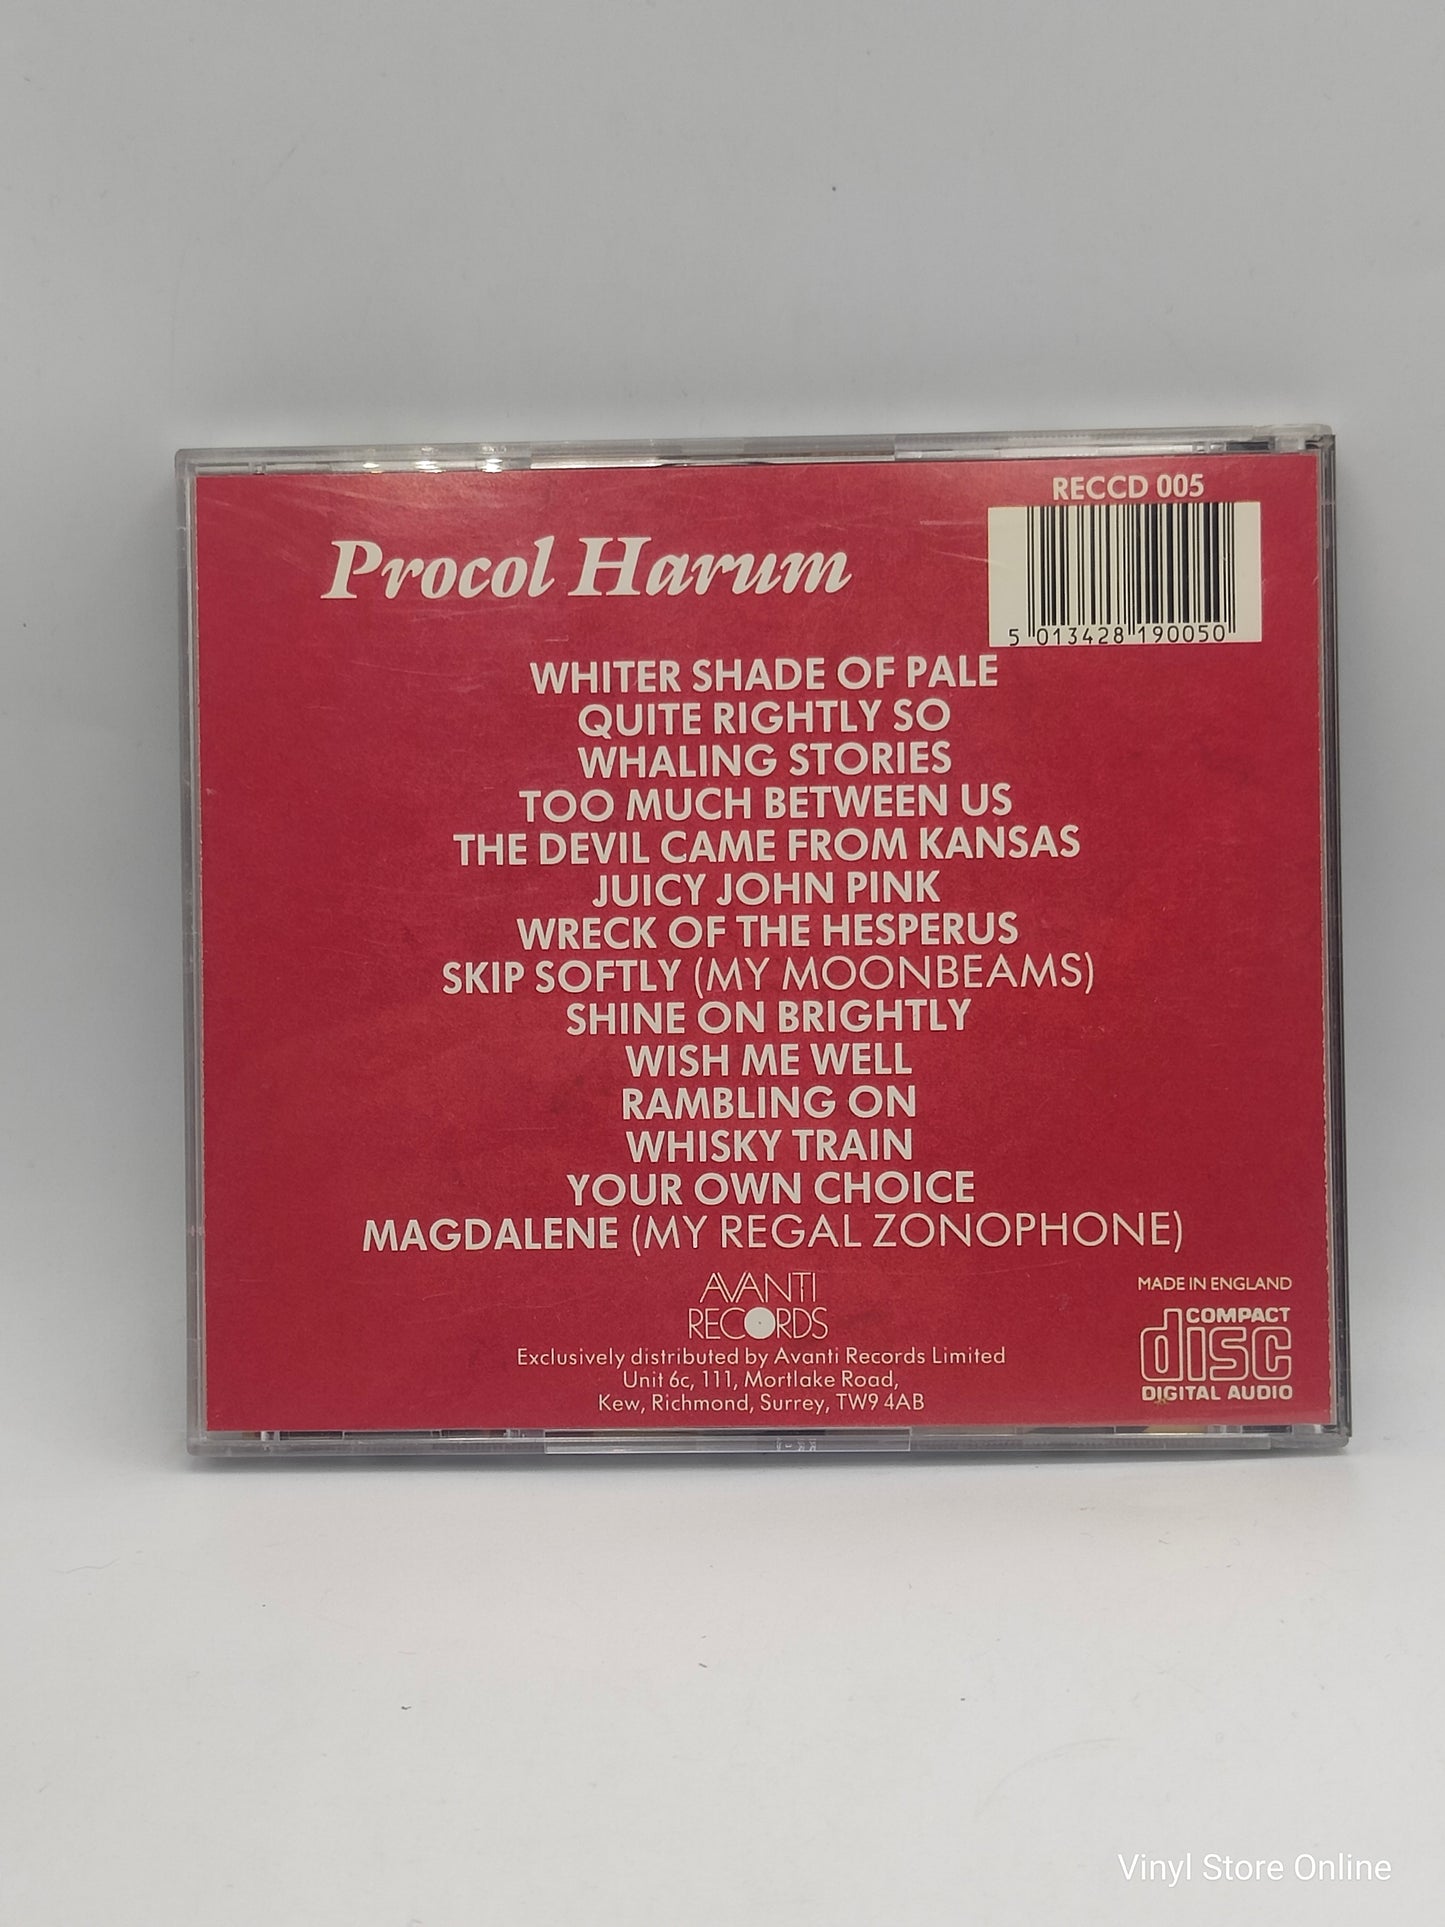 RECCD 005
Procol Harum
5 013428 190050
WHITER SHADE OF PALE
QUITE RIGHTLY SO
WHALING STORIES
TOO MUCH BETWEEN US
THE DEVIL CAME FROM KANSAS
JUICY JOHN PINK
WRECK OF THE HESPERUS
SKIP SOFTLY (MY MOONBEAMS)
SHINE ON BRIGHTLY
WISH ME WELL
RAMBLING ON
WHISKY TRAIN
YOUR OWN CHOICE
MAGDALENE (MY REGAL ZONOPHONE)
AVANTI
RECORDS
Exclusively distributed by Avanti Records Limited
Unit 6c, 111, Mortlake Road,
Kew, Richmond, Surrey, TW9 4AB
MADE IN ENGLAND
COMPACT
disc
DIGITAL AUDIO
Vinyl Store Online